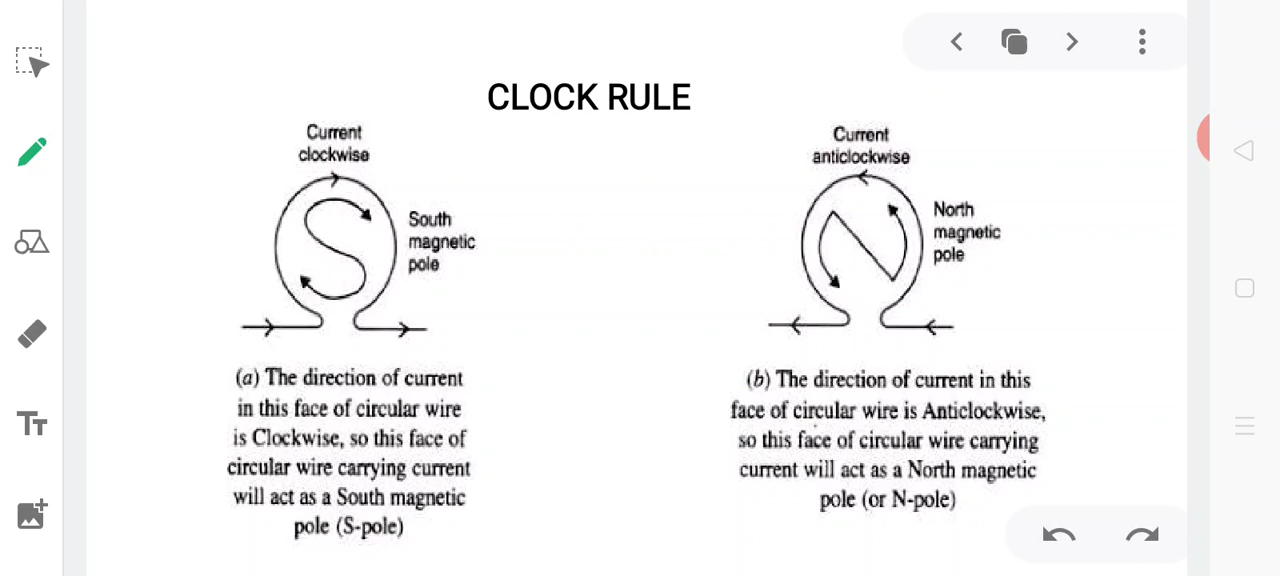 CLOCK RULE
Current
clockwise
South
magnetic
pole
S
(a) The direction of current
in this face of circular wire
is Clockwise, so this face of
circular wire carrying current
will act as a South magnetic
pole (S-pole)
Current
anticlockwise
North
magnetic
pole
N
(b) The direction of current in this
face of circular wire is Anticlockwise,
so this face of circular wire carrying
current will act as a North magnetic
pole (or N-pole)
TT